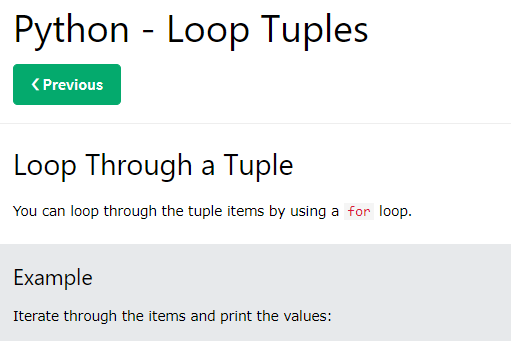 Python - Loop Tuples
❮ Previous
Loop Through a Tuple
You can loop through the tuple items by using a for loop.
Example
Iterate through the items and print the values: